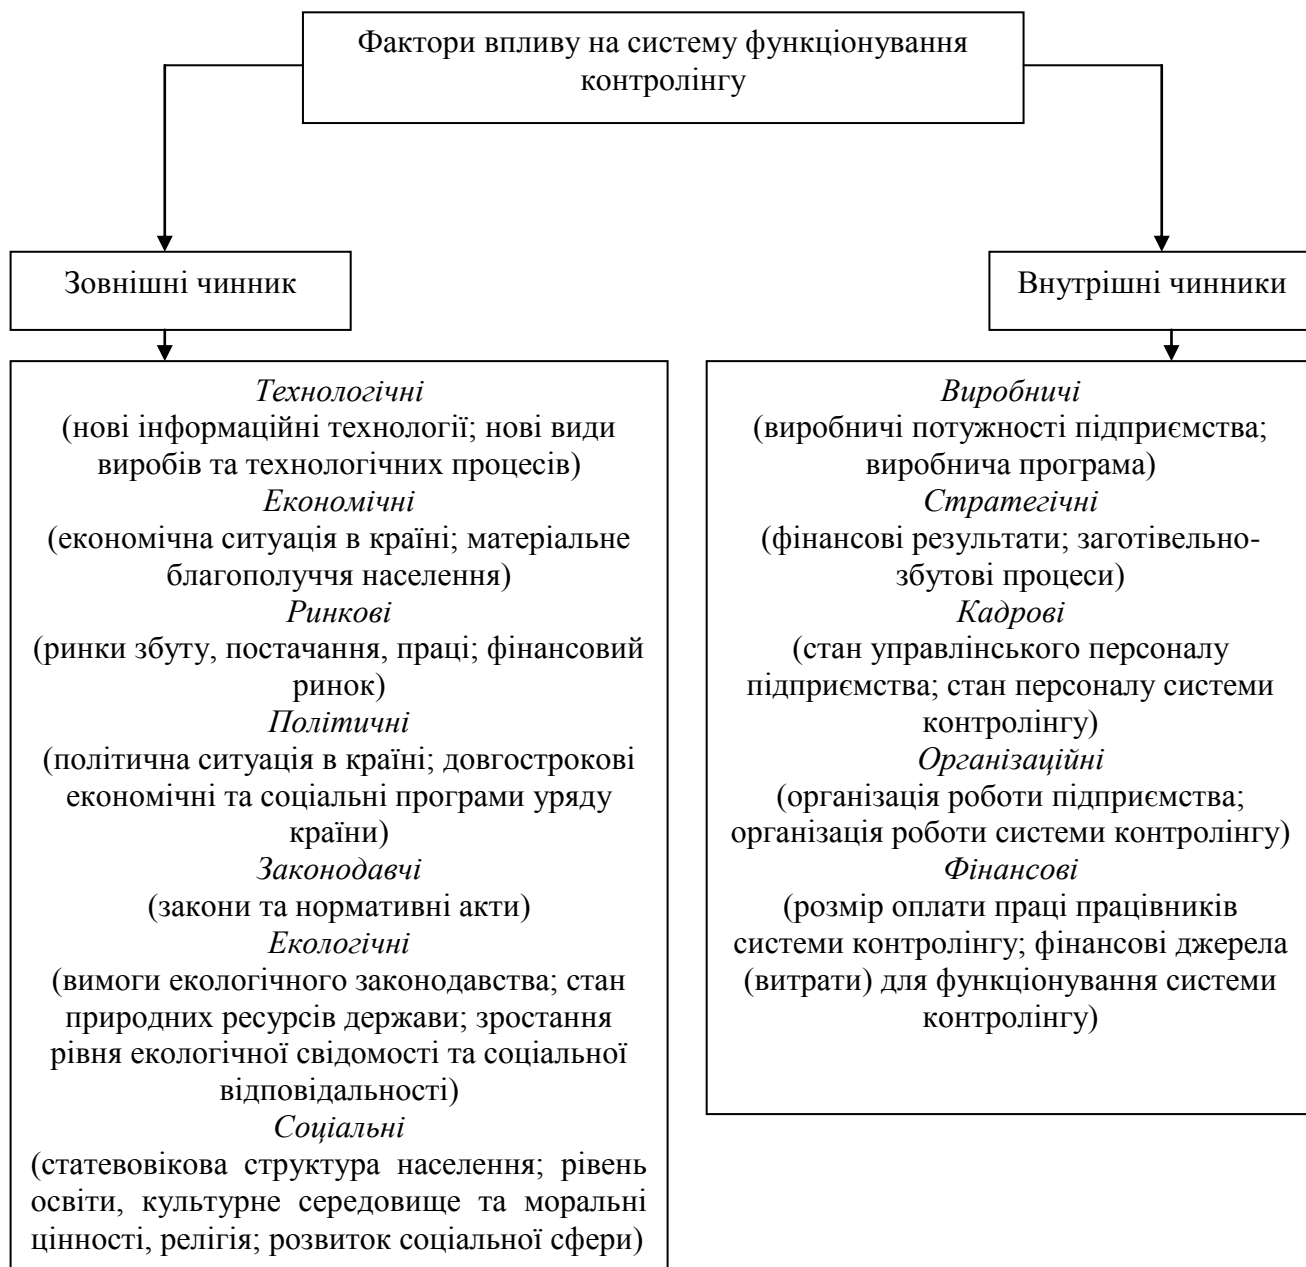 Фактори впливу на систему функціонування
контролінгу
Зовнішні чинник
Внутрішні чинники
Технологічні
(нові інформаційні технології; нові види
виробів та технологічних процесів)
Економічні
(економічна ситуація в країні; матеріальне
благополуччя населення)
Ринкові
(ринки збуту, постачання, праці; фінансовий
ринок)
Політичні
(політична ситуація в країні; довгострокові
економічні та соціальні програми уряду
країни)
Законодавчі
(закони та нормативні акти)
Екологічні
(вимоги екологічного законодавства; стан
природних ресурсів держави; зростання
рівня екологічної свідомості та соціальної
відповідальності)
Соціальні
(статевовікова структура населення; рівень
освіти, культурне середовище та моральні
цінності, релігія; розвиток соціальної сфери)
Виробничі
(виробничі потужності підприємства;
виробнича програма)
Стратегічні
(фінансові результати; заготівельно-
збутові процеси)
Кадрові
(стан управлінського персоналу
підприємства; стан персоналу системи
контролінгу)
Організаційні
(організація роботи підприємства;
організація роботи системи контролінгу)
Фінансові
(розмір оплати праці працівників
системи контролінгу; фінансові джерела
(витрати) для функціонування системи
контролінгу)